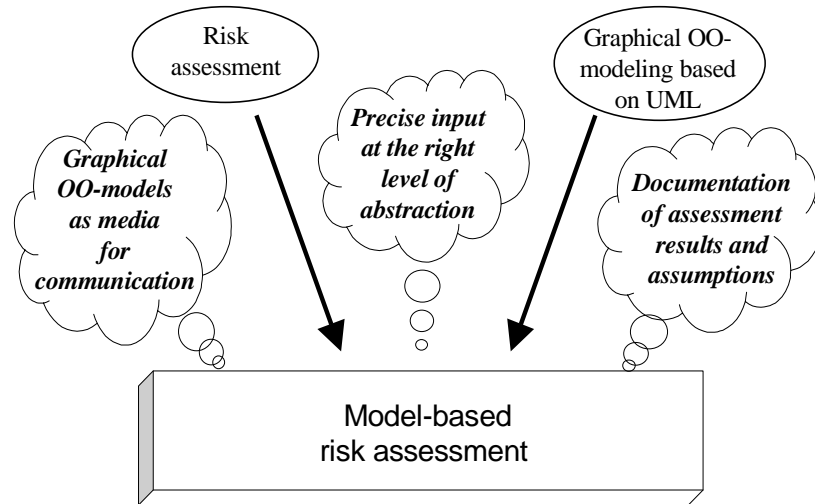 Risk
assessment
Graphical OO-
modeling based
on UML
Graphical
OO-models
as media
for
communication
Precise input
at the right
level of
abstraction
Documentation
of assessment
results and
assumptions
Model-based
risk assessment